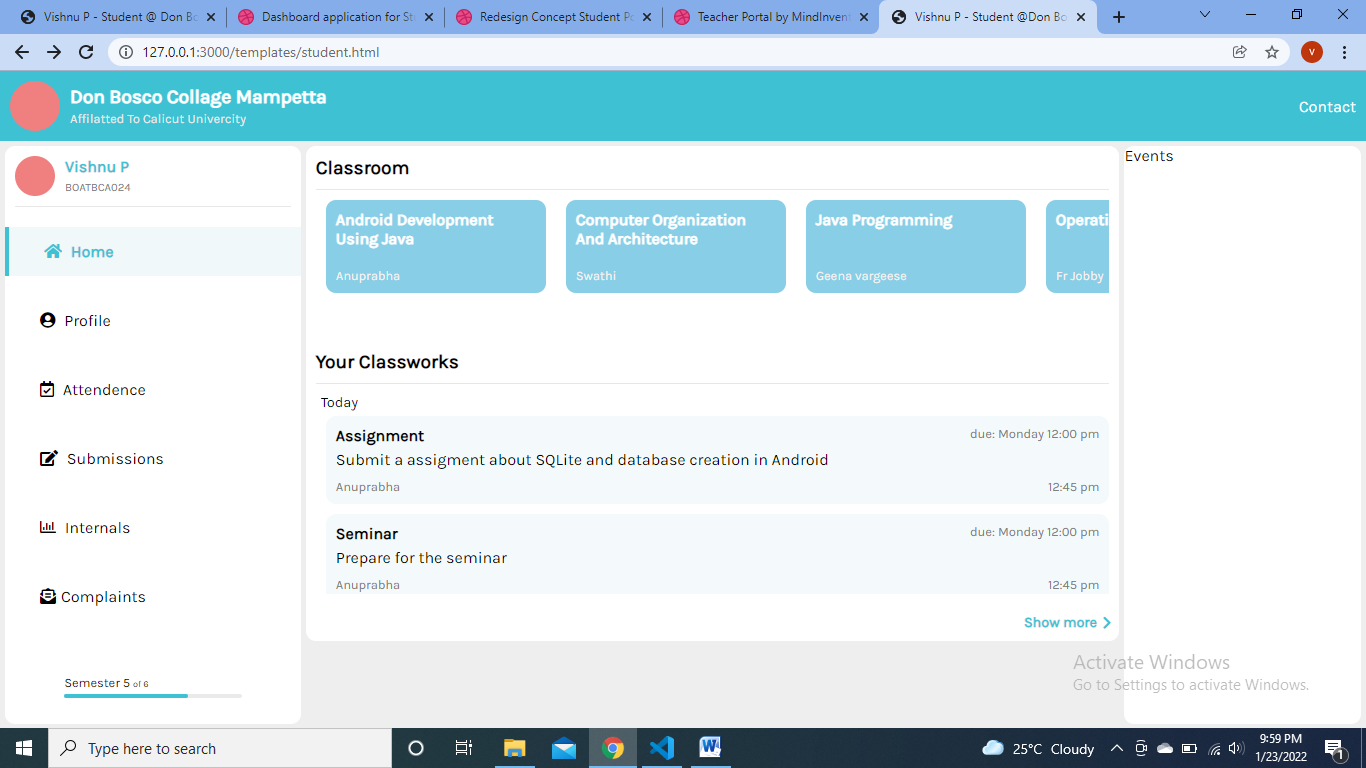 Vishnu P - Student @ Don Bo
Dashboard application for St
Redesign Concept Student Po
Teacher Portal by MindInvent
Vishnu P - Student @Don Bo
127.0.0.1:3000/templates/student.html
V
Don Bosco Collage Mampetta
Affilatted To Calicut Univercity
Contact
Vishnu P
BOATBCA024
Home
Profile
Attendence
Submissions
Internals
Complaints
Semester 5 of 6
Classroom
Android Development
Using Java
Anuprabha
Computer Organization
And Architecture
Swathi
Java Programming
Geena vargeese
Operati
Fr Jobby
Your Classworks
Today
Assignment
due: Monday 12:00 pm
Submit a assigment about SQLite and database creation in Android
Anuprabha
12:45 pm
Seminar
due: Monday 12:00 pm
Prepare for the seminar
Anuprabha
12:45 pm
Show more
Events
Activate Windows
Go to Settings to activate Windows.
Type here to search
25°C Cloudy
9:59 PM
1/23/2022
1